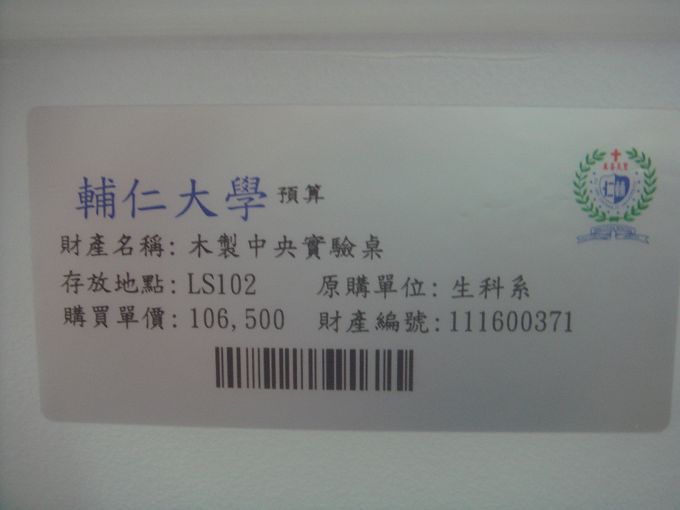 輔仁大學 預算
財產名稱: 木製中央實驗桌
存放地點: LS102 原購單位: 生科系
購買單價: 106,500 財產編號: 111600371